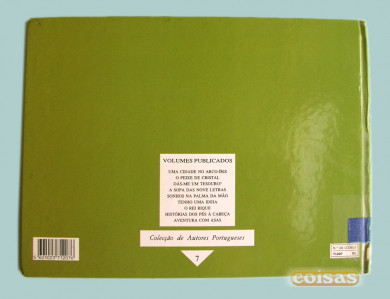 VOLUMES PUBLICADOS
UMA CIDADE NO ARCO-ÍRIS
O PEIXE DE CRISTAL
DÁS-ME UM TESOURO?
A SOPA DAS NOVE LETRAS
SONHOS NA PALMA DA MÃO
TENHO UMA IDEIA
O REI RIQUE
HISTÓRIAS DOS PÉS À CABEÇA
AVENTURA COM ASAS
Colecção de Autores Portugueses
7
coisas